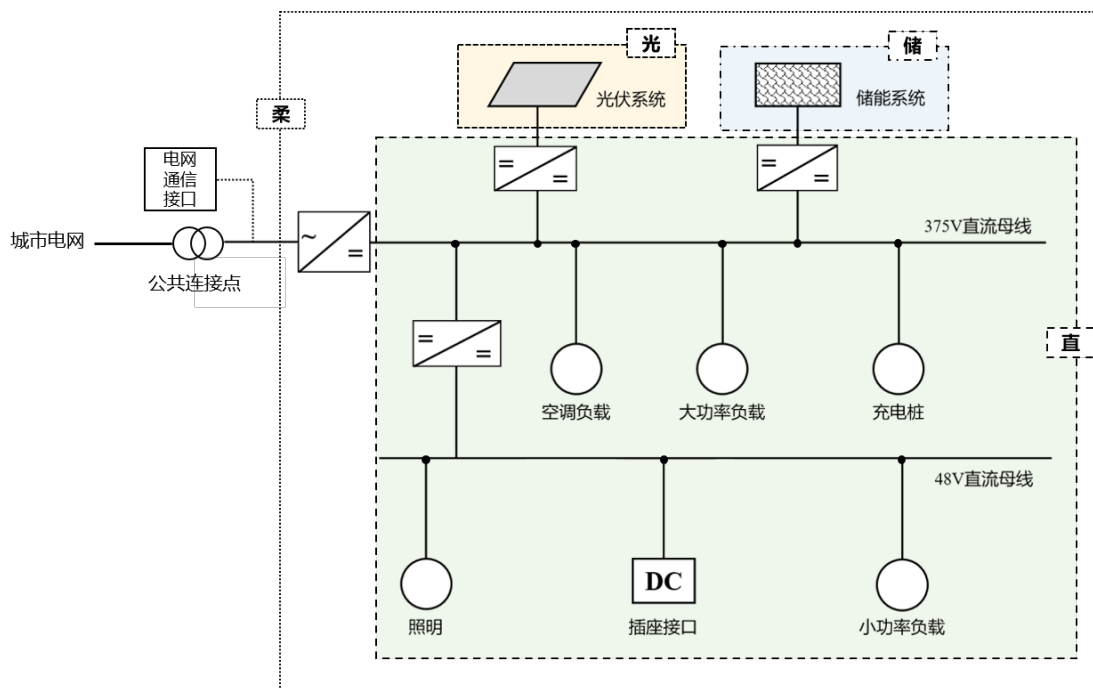 光
储
光伏系统
储能系统
柔
电网
通信
接口
城市电网
~
=
=
=
=
=
375V直流母线
公共连接点
=
=
直
空调负载
大功率负载
充电桩
48V直流母线
DC
照明
插座接口
小功率负载